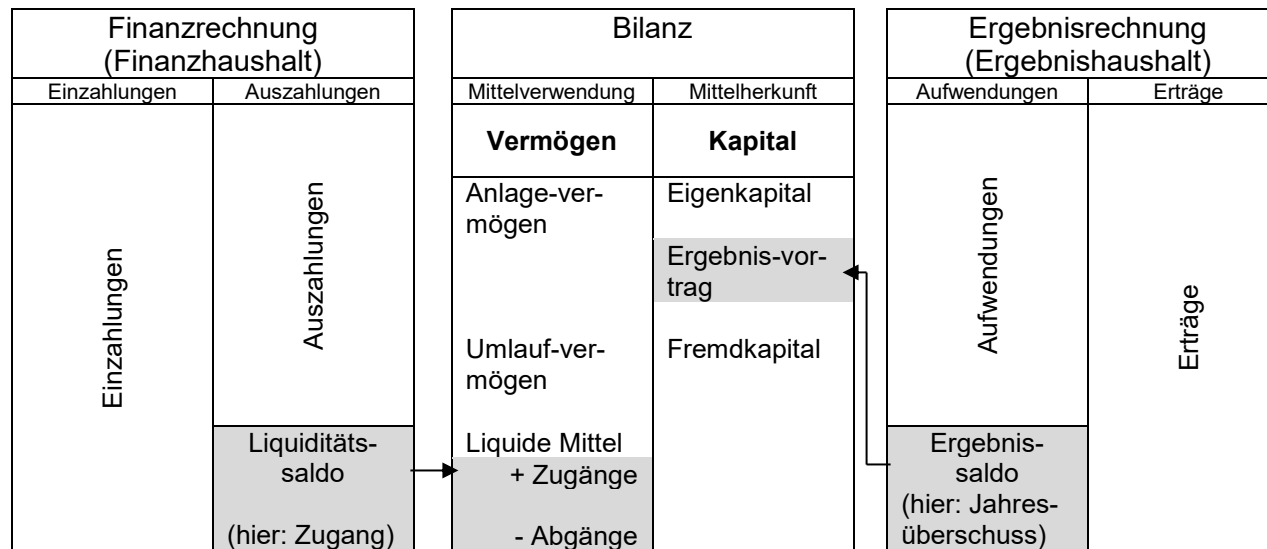 Finanzrechnung
(Finanzhaushalt)
Einzahlungen
Auszahlungen
Einzahlungen
Auszahlungen
Liquiditäts-
saldo
(hier: Zugang)
Bilanz
Mittelverwendung
Mittelherkunft
Vermögen
Kapital
Anlage-ver-
mögen
Eigenkapital
Ergebnis-vor-
trag
Umlauf-ver-
mögen
Fremdkapital
Liquide Mittel
+ Zugänge
- Abgänge
Ergebnisrechnung
(Ergebnishaushalt)
Aufwendungen
Erträge
Aufwendungen
Erträge
Ergebnis-
saldo
(hier: Jahres-
überschuss)